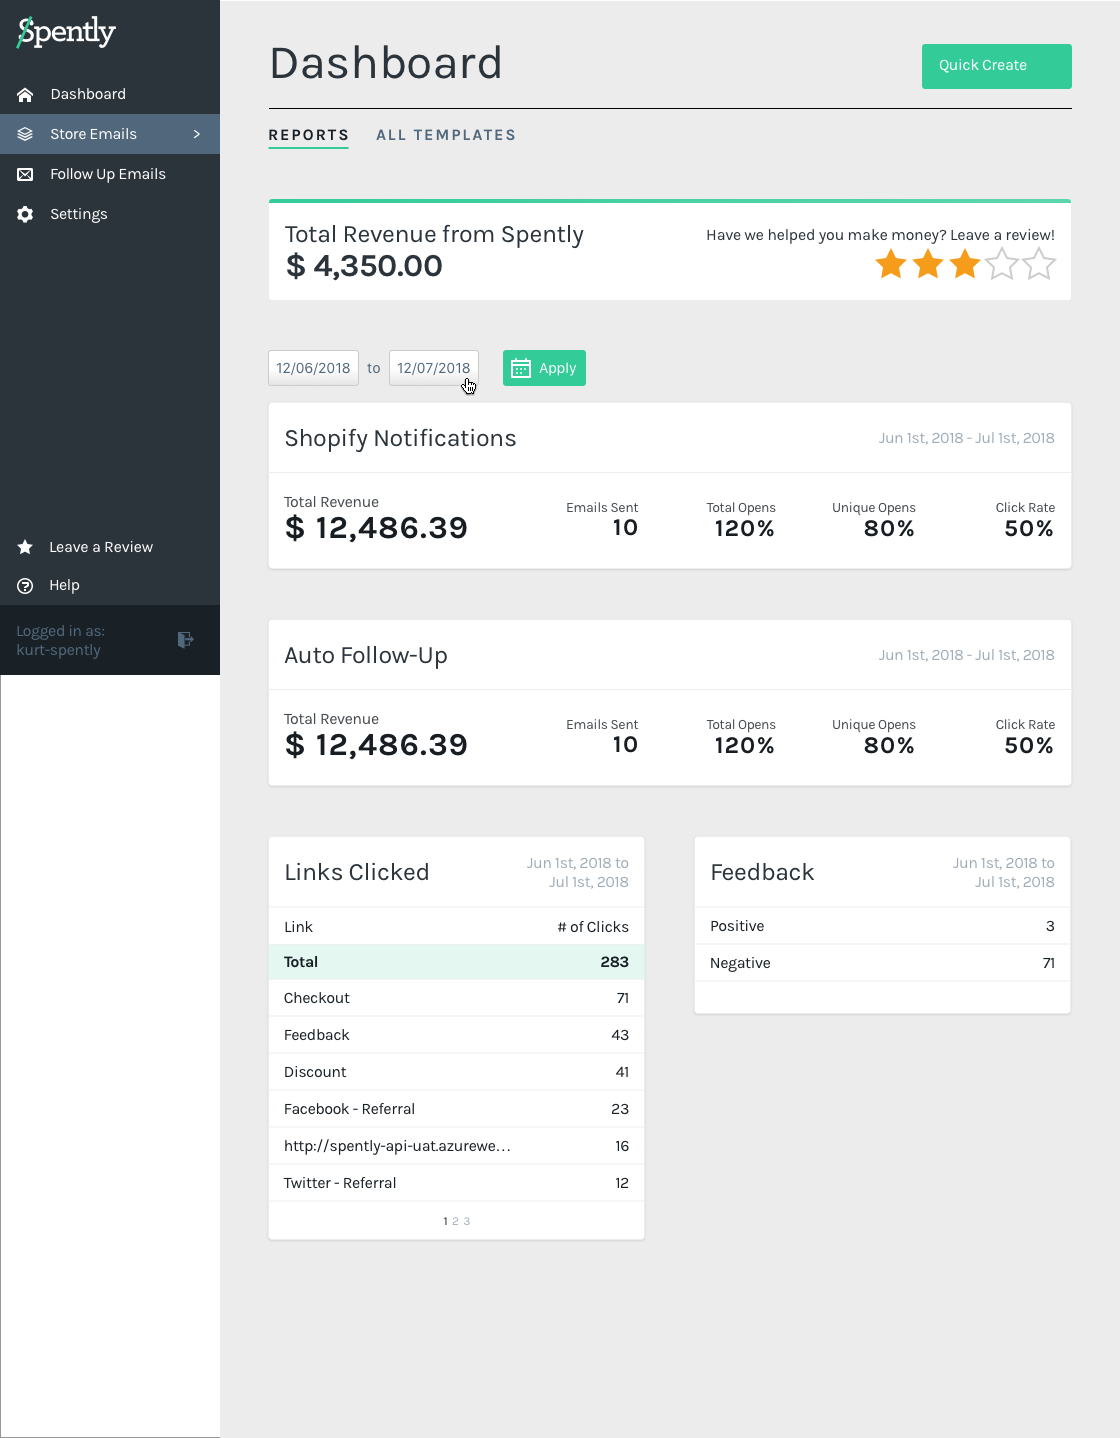 Spently
Dashboard
Store Emails >
Follow Up Emails
Settings
Leave a Review
Help
Logged in as:
kurt-spently
Dashboard
Quick Create
REPORTS ALL TEMPLATES
Total Revenue from Spently
$ 4,350.00
Have we helped you make money? Leave a review!
12/06/2018 to 12/07/2018 Apply
Shopify Notifications Jun 1st, 2018 - Jul 1st, 2018
Total Revenue Emails Sent Total Opens Unique Opens Click Rate
$ 12,486.39 10 120% 80% 50%
Auto Follow-Up Jun 1st, 2018 - Jul 1st, 2018
Total Revenue Emails Sent Total Opens Unique Opens Click Rate
$ 12,486.39 10 120% 80% 50%
Links Clicked
Jun 1st, 2018 to
Jul 1st, 2018
Link # of Clicks
Total 283
Checkout 71
Feedback 43
Discount 41
Facebook - Referral 23
http://spently-api-uat.azurewe... 16
Twitter - Referral 12
1 2 3
Feedback
Jun 1st, 2018 to
Jul 1st, 2018
Positive 3
Negative 71